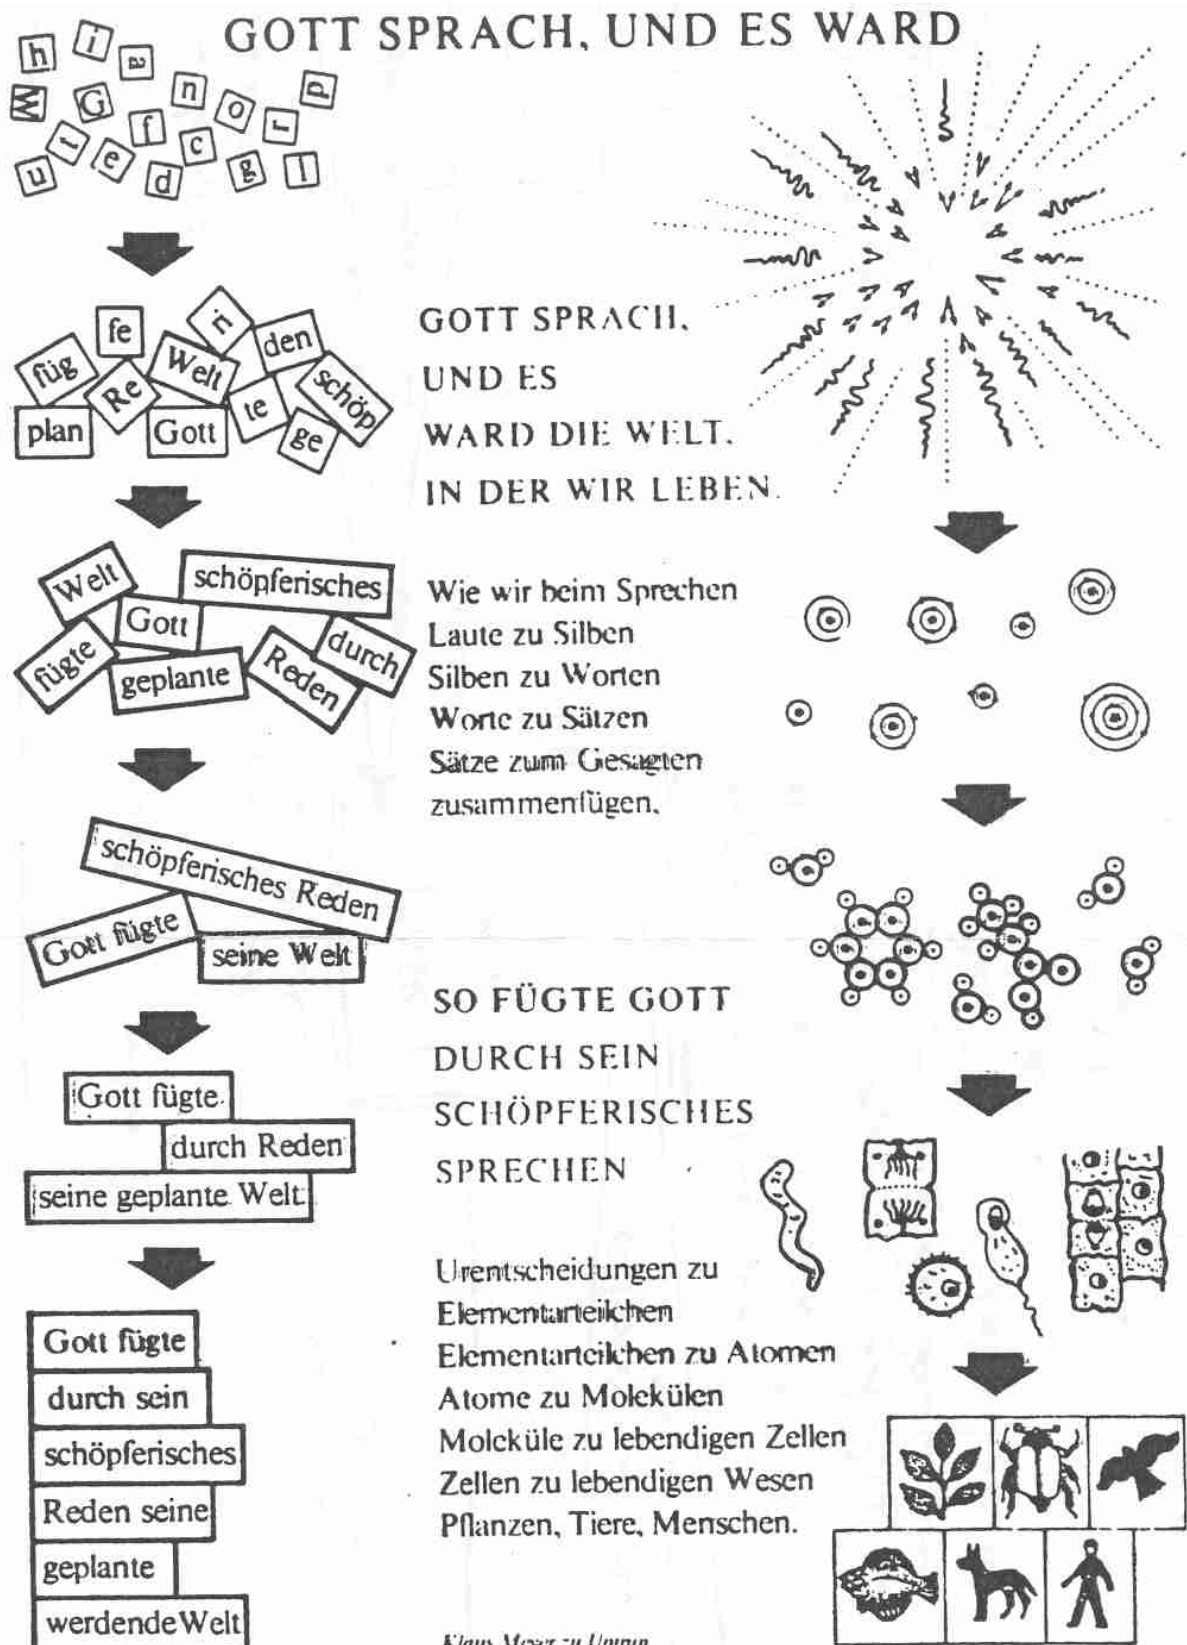 GOTT SPRACH, UND ES WARD
h i a
W G n o r p
u t e f c d g l
fe in den
füg Re Welt te schöp
plan Gott ge
GOTT SPRACH,
UND ES
WARD DIE WELT,
IN DER WIR LEBEN.
Welt schöpferisches
Gott durch
fügte geplante Reden
Wie wir beim Sprechen
Laute zu Silben
Silben zu Worten
Worte zu Sätzen
Sätze zum Gesagten
zusammenfügen,
schöpferisches Reden
Gott fügte
seine Welt
SO FÜGTE GOTT
DURCH SEIN
SCHÖPFERISCHES
SPRECHEN
Gott fügte
durch Reden
seine geplante Welt
Urentscheidungen zu
Elementarteilchen
Elementarteilchen zu Atomen
Atome zu Molekülen
Moleküle zu lebendigen Zellen
Zellen zu lebendigen Wesen
Pflanzen, Tiere, Menschen.
Gott fügte
durch sein
schöpferisches
Reden seine
geplante
werdende Welt
Klaus Meyer zu